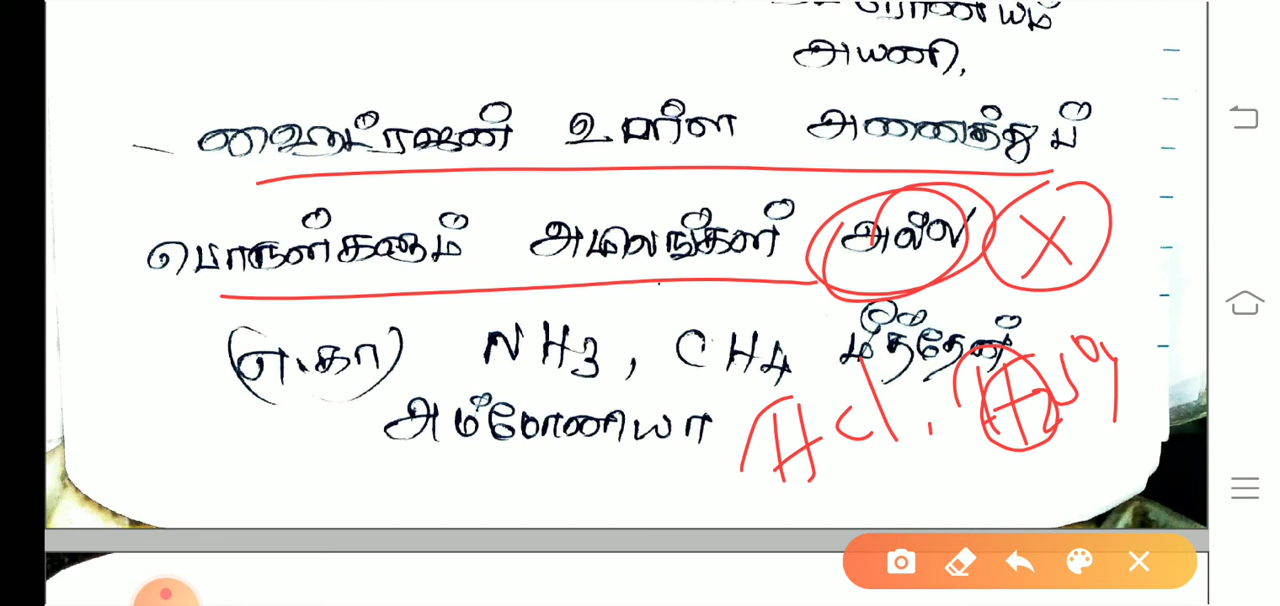 அயனி,
ஹைட்ரஜன் உள்ள அனைத்துப்
பொருள்களும் அமிலங்கள் அல்ல
(எ.கா) NH3, CH4 மீத்தேன்
அம்மோனியா HCl,